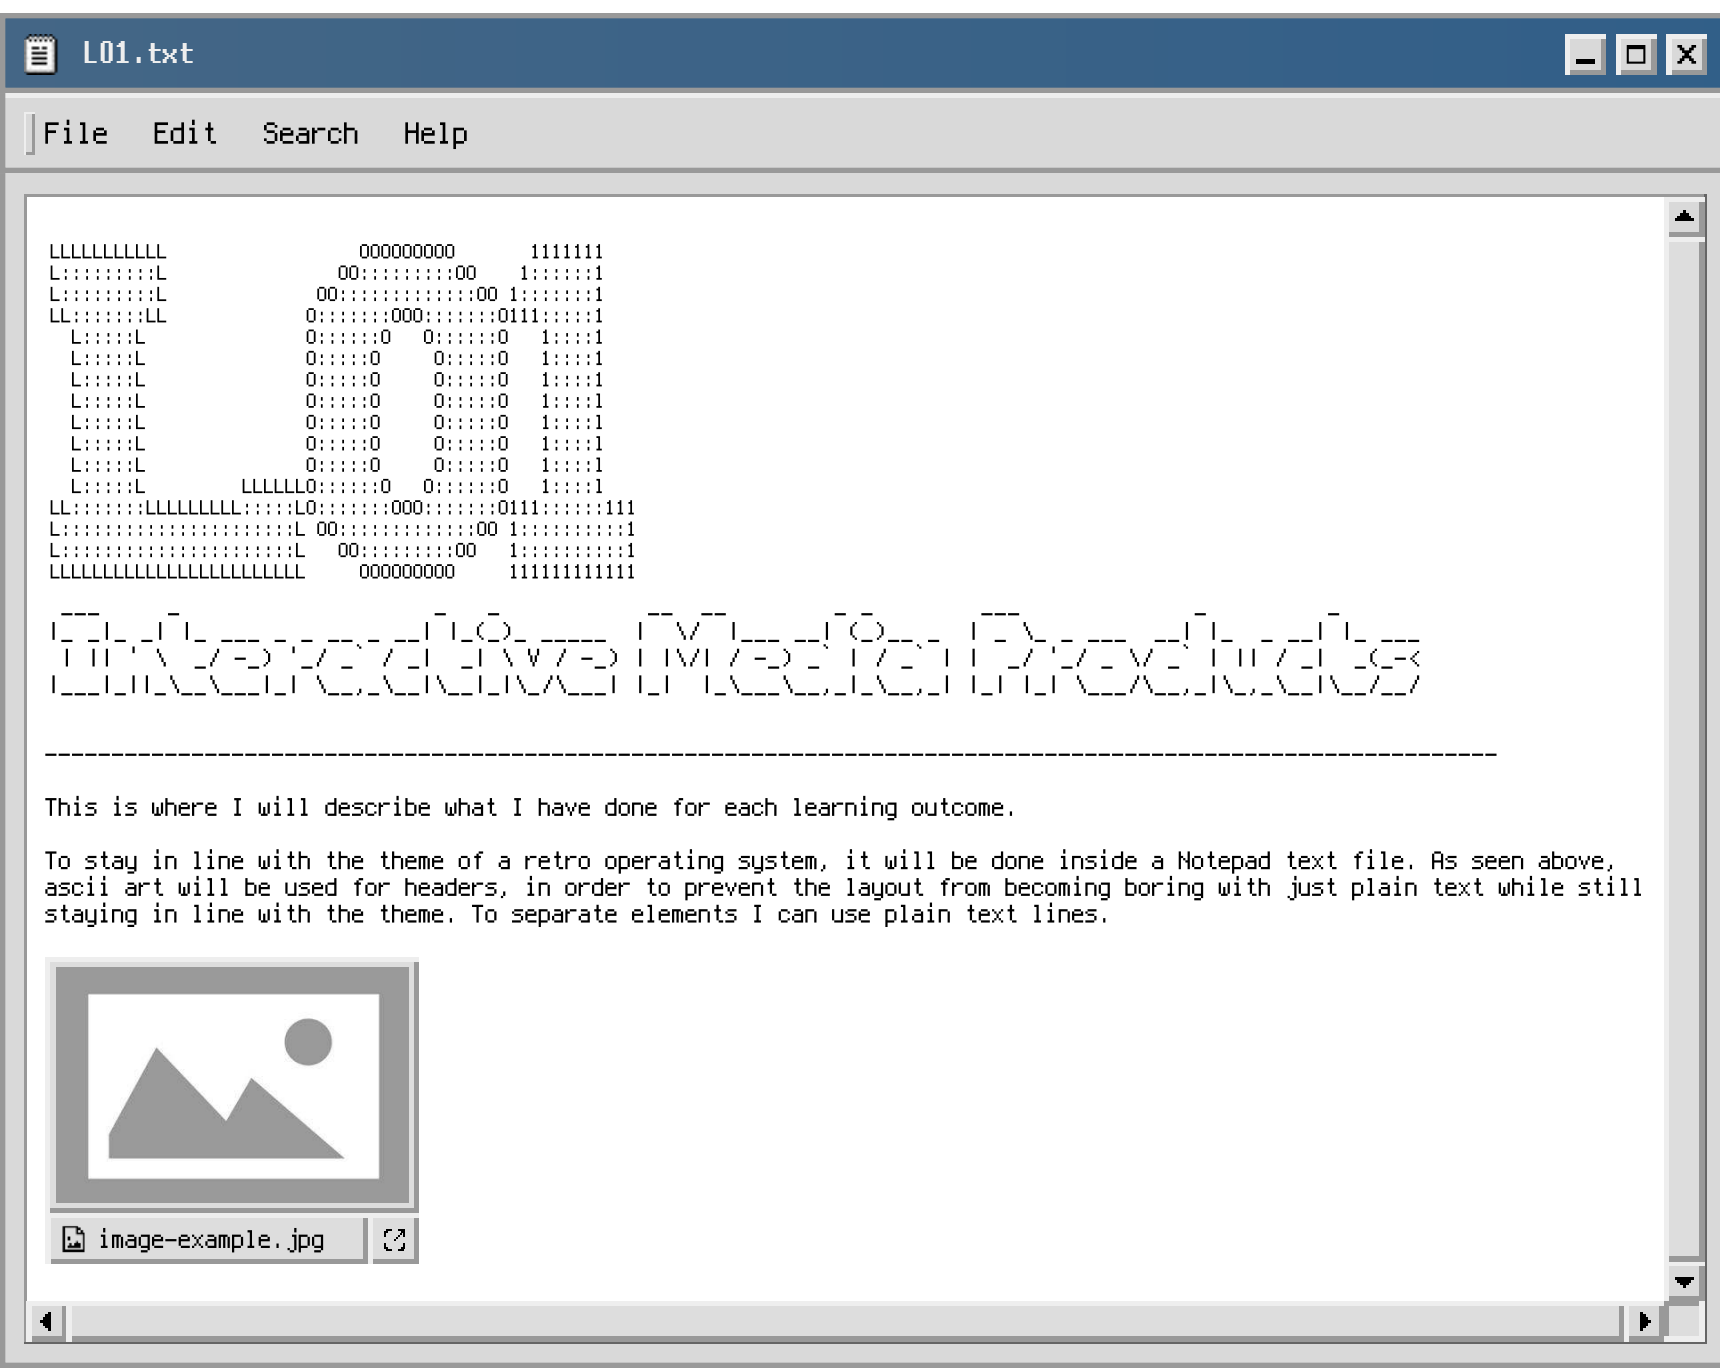 LO1.txt
File Edit Search Help
LO1
Interactive Media Products
This is where I will describe what I have done for each learning outcome.
To stay in line with the theme of a retro operating system, it will be done inside a Notepad text file. As seen above,
ascii art will be used for headers, in order to prevent the layout from becoming boring with just plain text while still
staying in line with the theme. To separate elements I can use plain text lines.
image-example.jpg